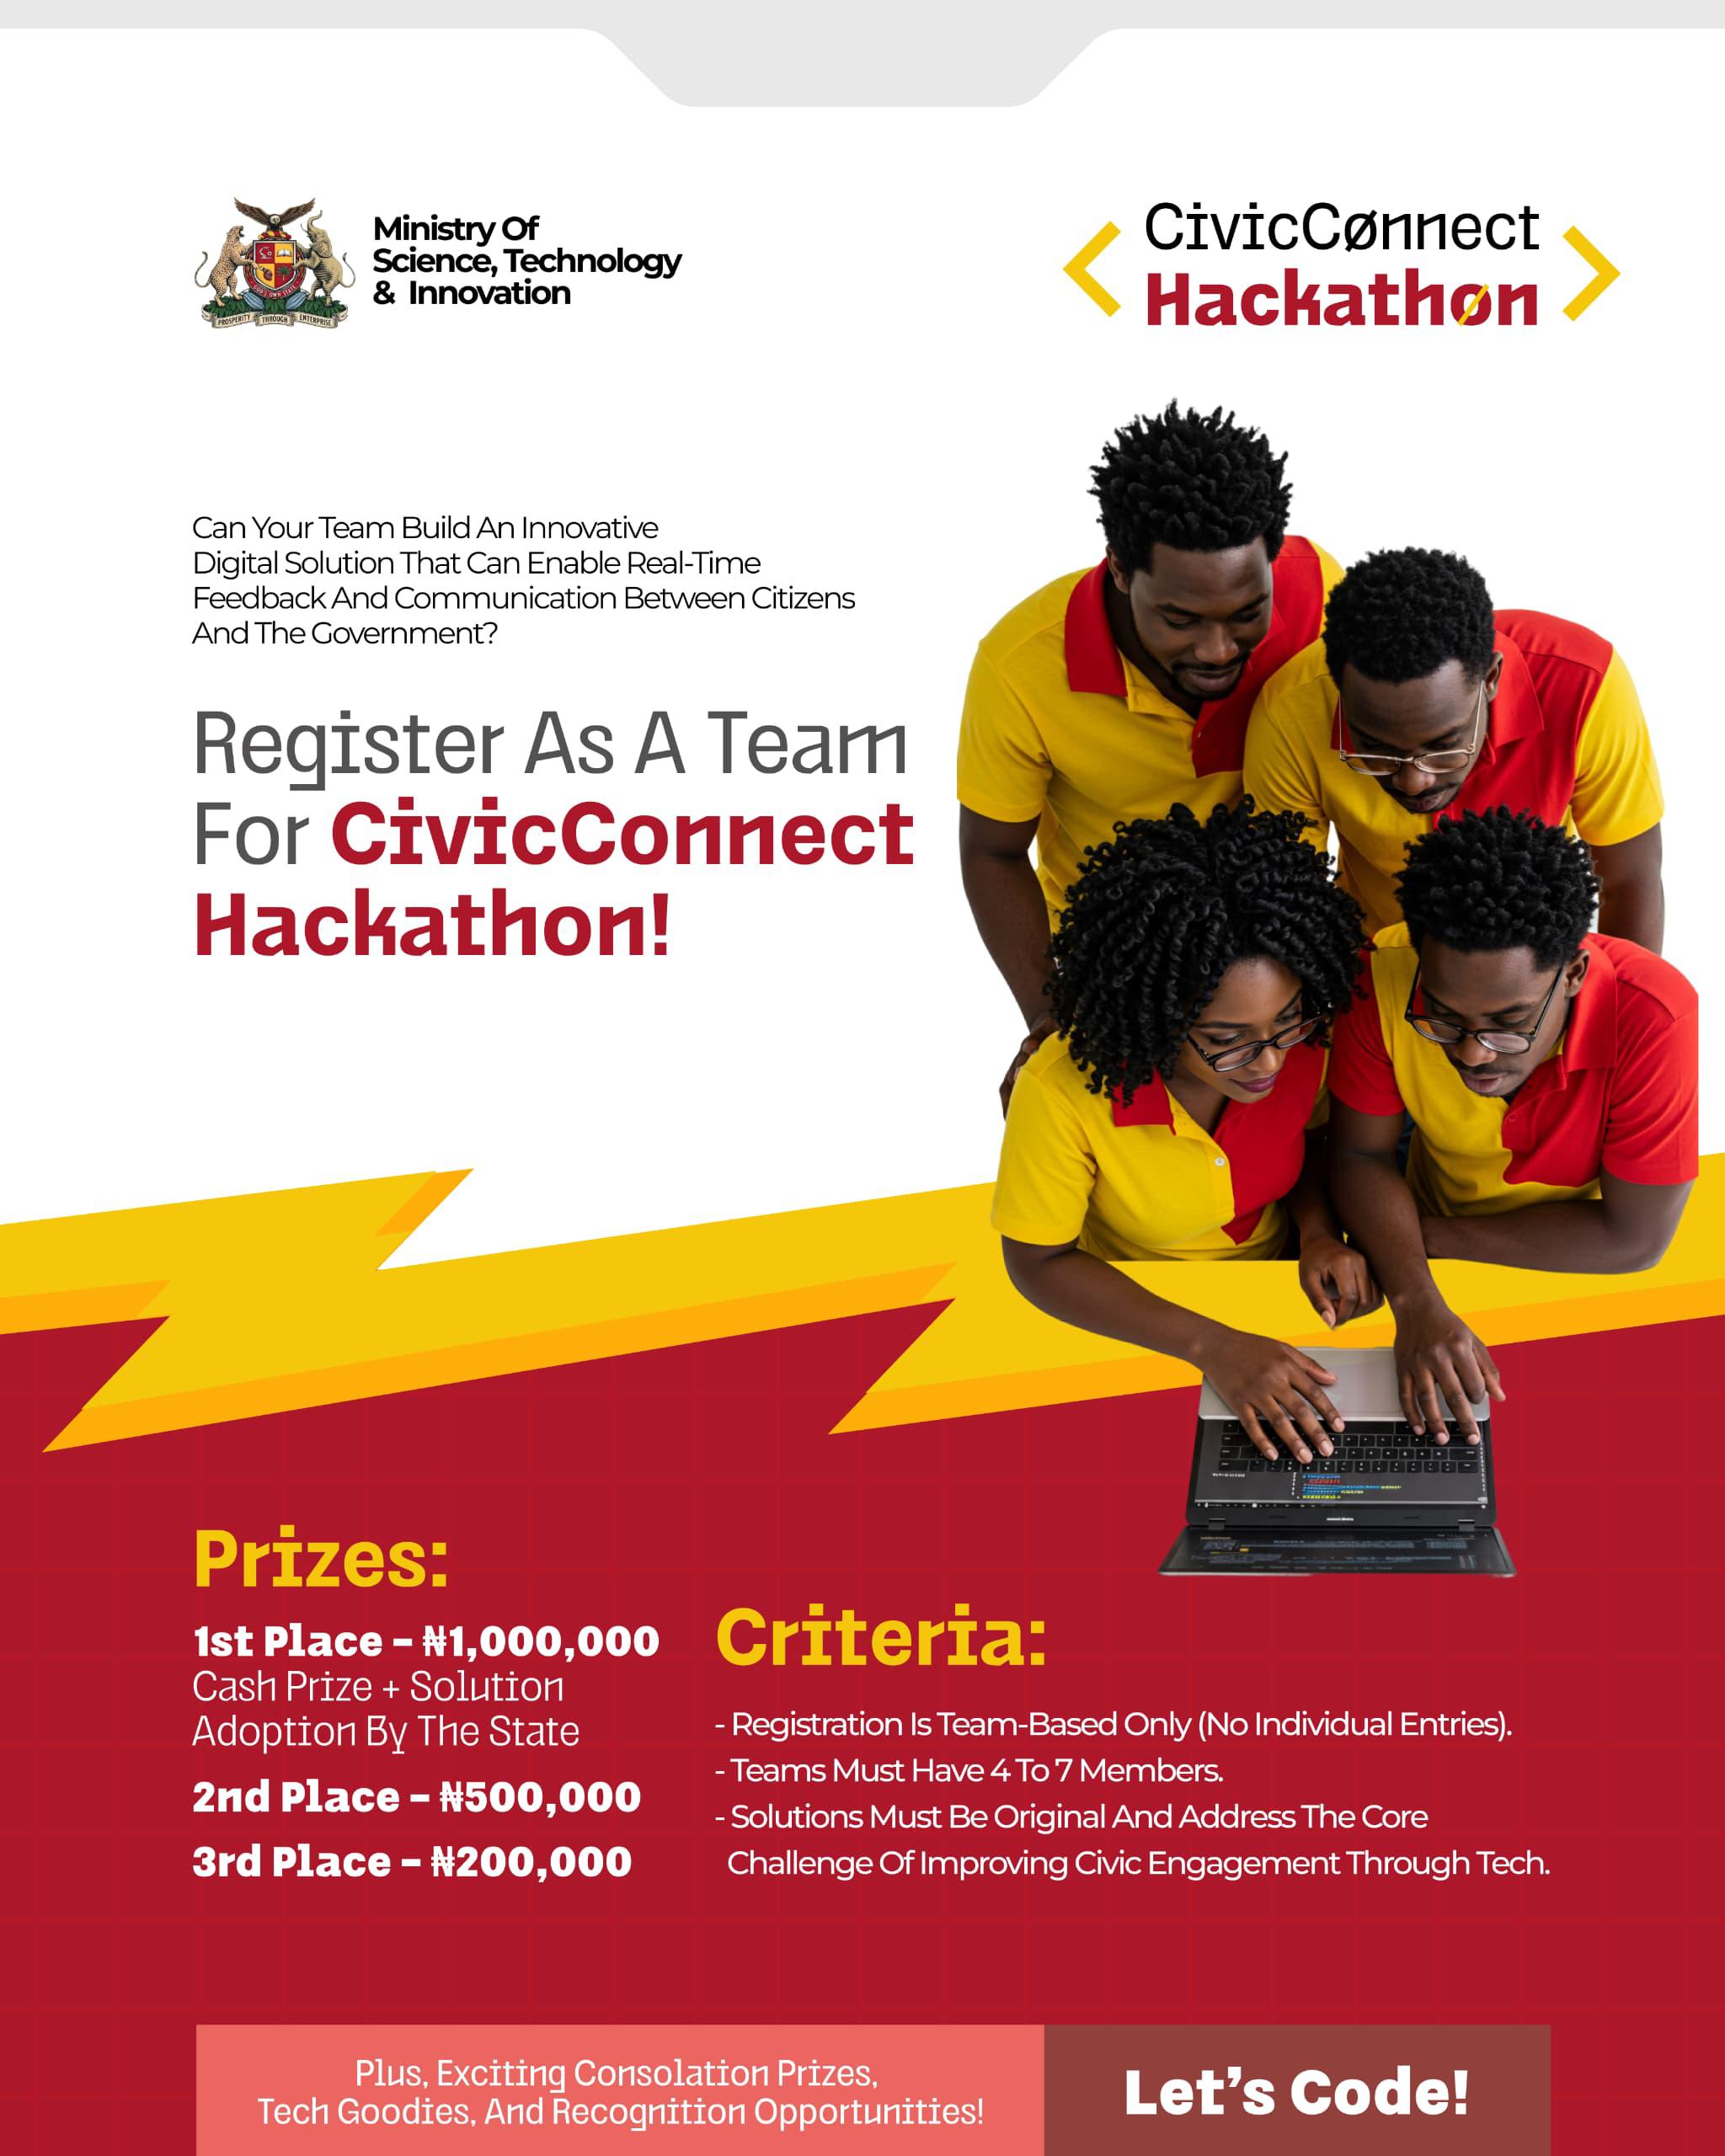 Ministry Of
Science, Technology
& Innovation
GOD'S OWN STATE
PROSPERITY THROUGH ENTERPRISE
CivicCønnect
Hackathøn
Can Your Team Build An Innovative
Digital Solution That Can Enable Real-Time
Feedback And Communication Between Citizens
And The Government?
Register As A Team
For CivicConnect
Hackathon!
Prizes:
1st Place – ₦1,000,000
Cash Prize + Solution
Adoption By The State
2nd Place – ₦500,000
3rd Place – ₦200,000
Criteria:
- Registration Is Team-Based Only (No Individual Entries).
- Teams Must Have 4 To 7 Members.
- Solutions Must Be Original And Address The Core
Challenge Of Improving Civic Engagement Through Tech.
Plus, Exciting Consolation Prizes,
Tech Goodies, And Recognition Opportunities!
Let's Code!